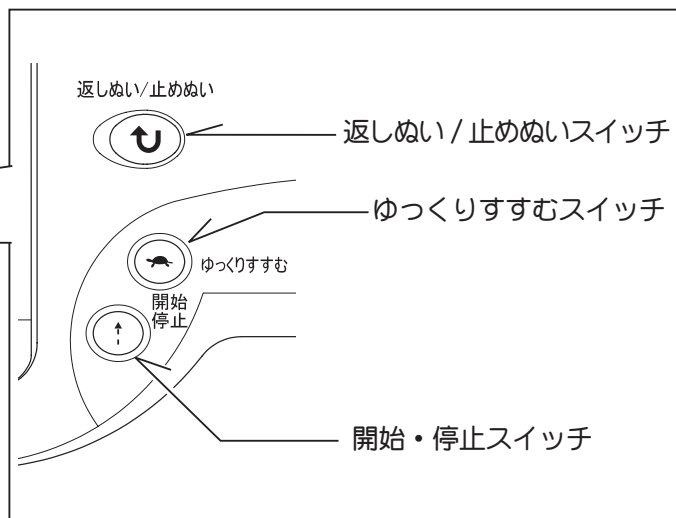 返しぬい/止めぬい
返しぬい / 止めぬいスイッチ
ゆっくりすすむスイッチ
ゆっくりすすむ
開始
停止
開始・停止スイッチ